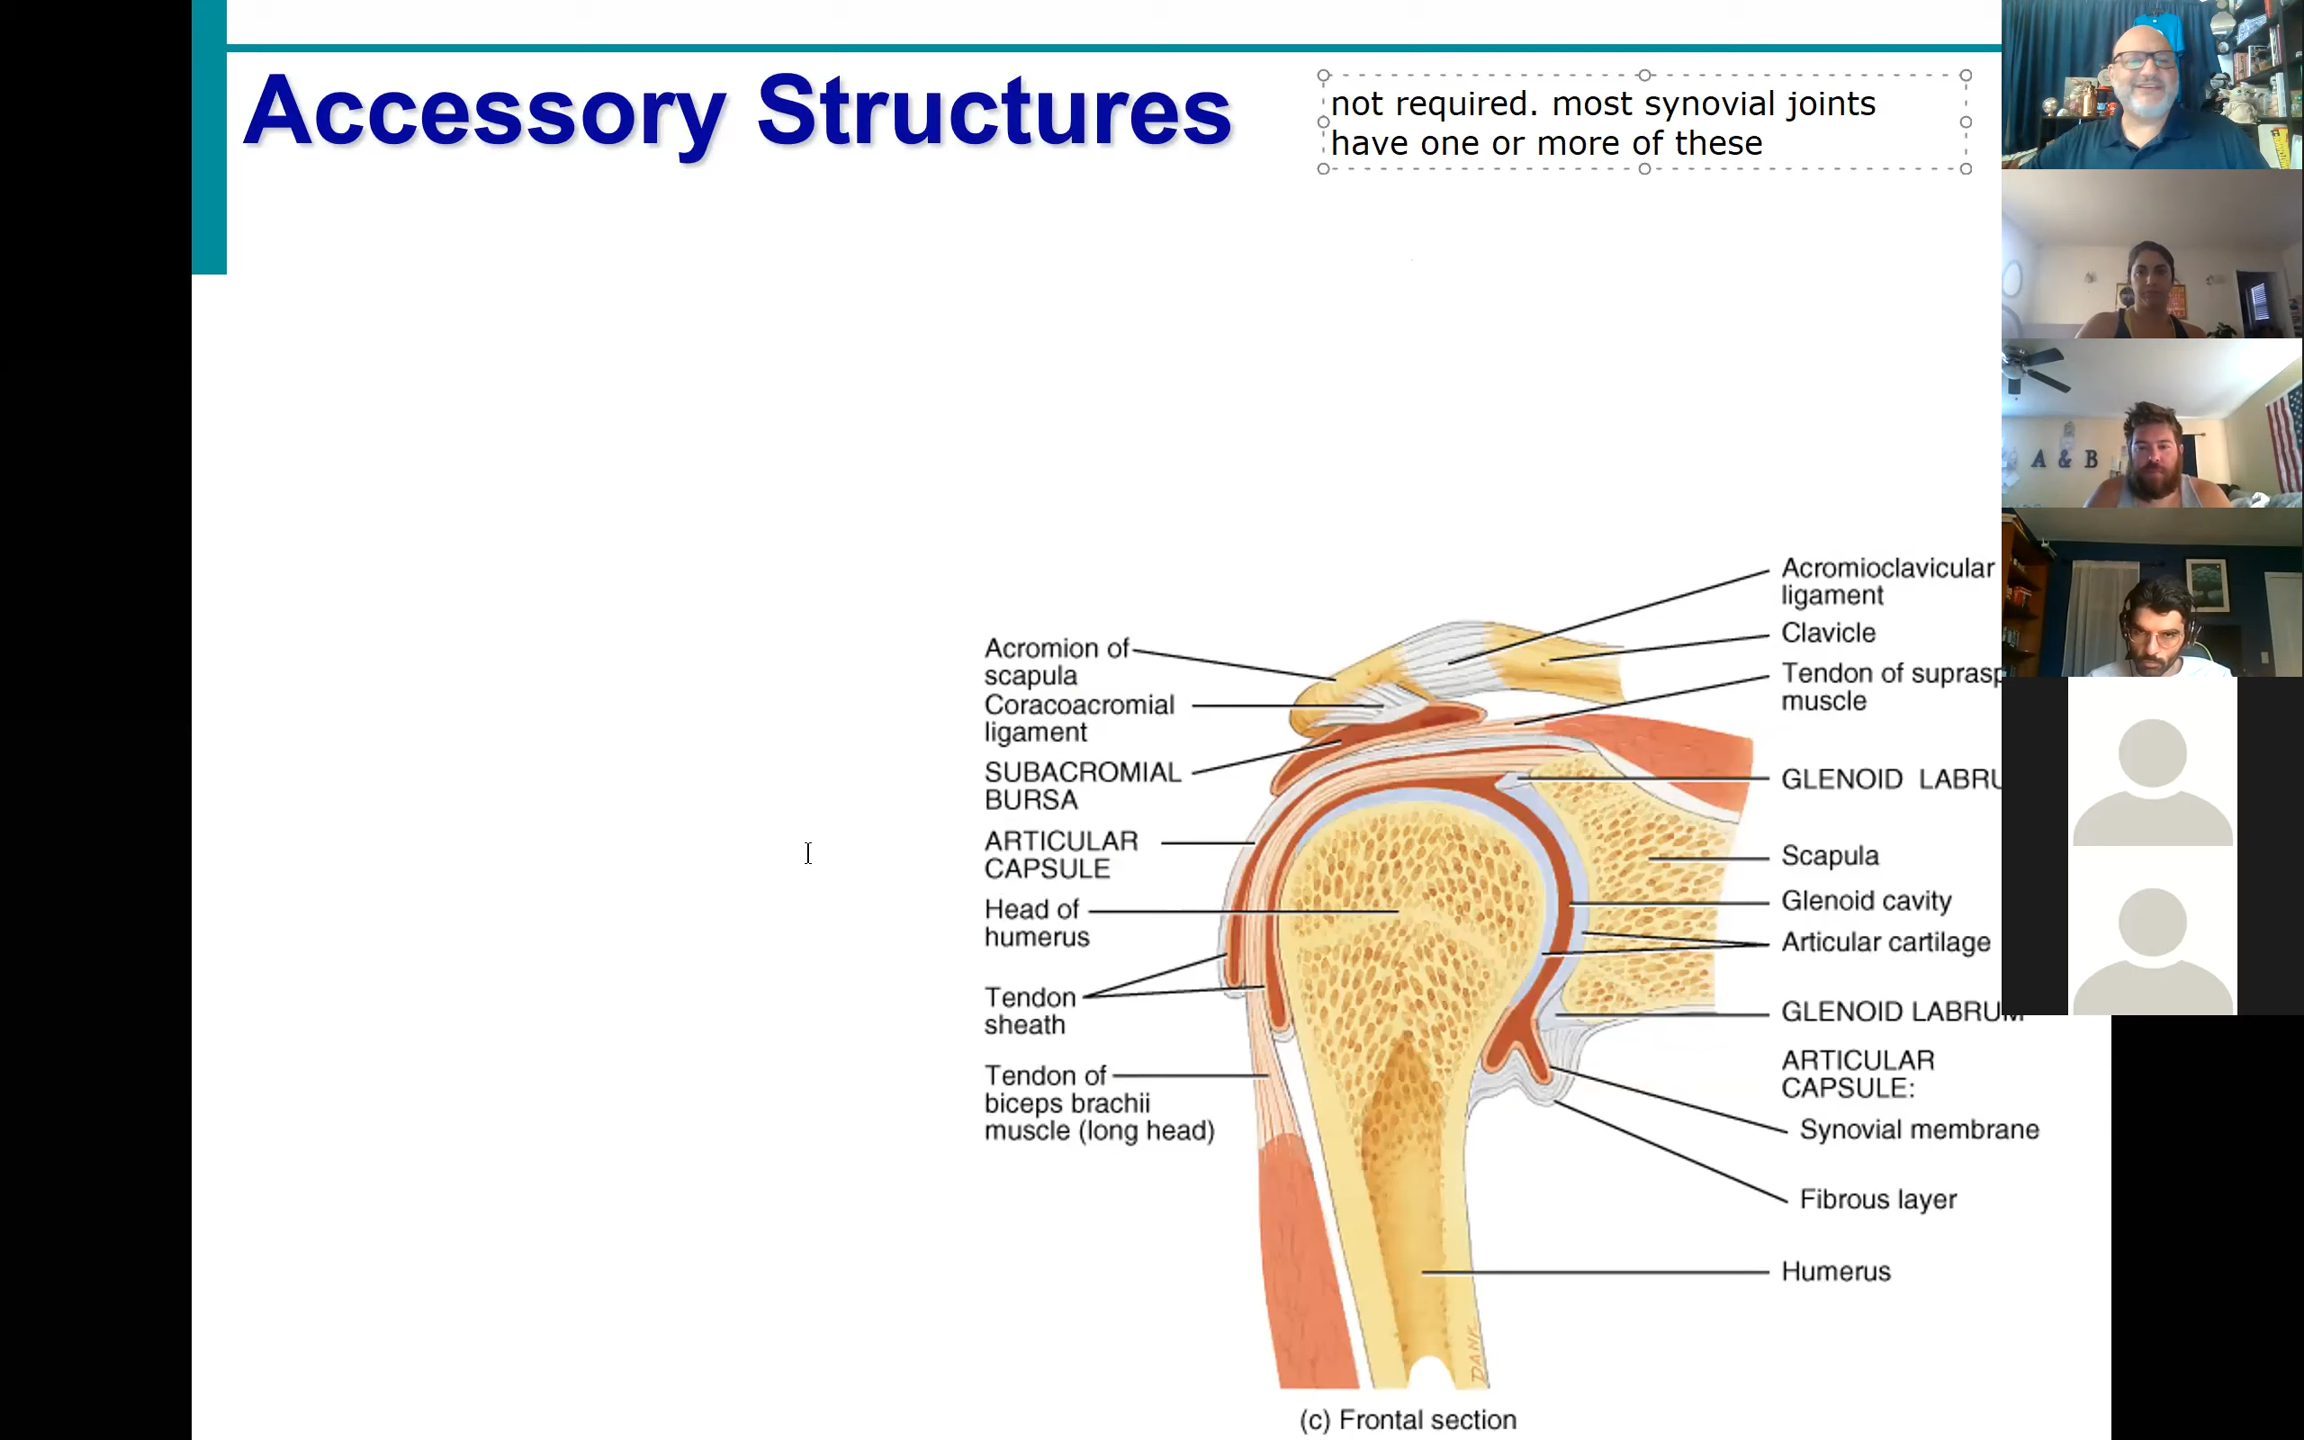 Accessory Structures
not required. most synovial joints
have one or more of these
A & B
Acromion of
scapula
Coracoacromial
ligament
SUBACROMIAL
BURSA
ARTICULAR
CAPSULE
Head of
humerus
Tendon
sheath
Tendon of
biceps brachii
muscle (long head)
Acromioclavicular
ligament
Clavicle
Tendon of suprasp
muscle
GLENOID LABRU
Scapula
Glenoid cavity
Articular cartilage
GLENOID LABRUM
ARTICULAR
CAPSULE:
Synovial membrane
Fibrous layer
Humerus
DANK
(c) Frontal section